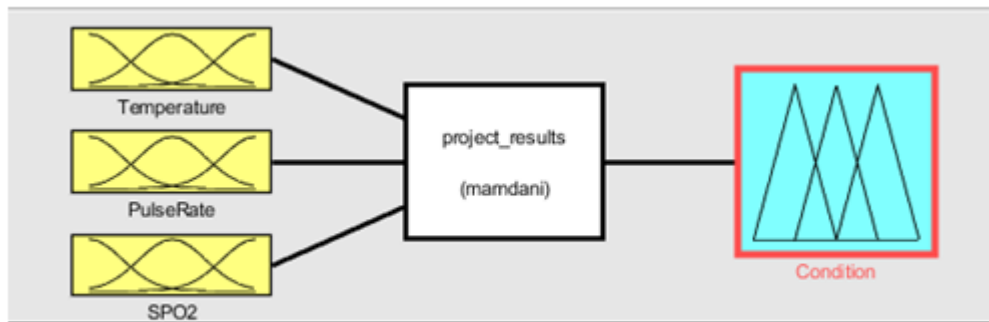 Temperature
PulseRate
SPO2
project_results
(mamdani)
Condition